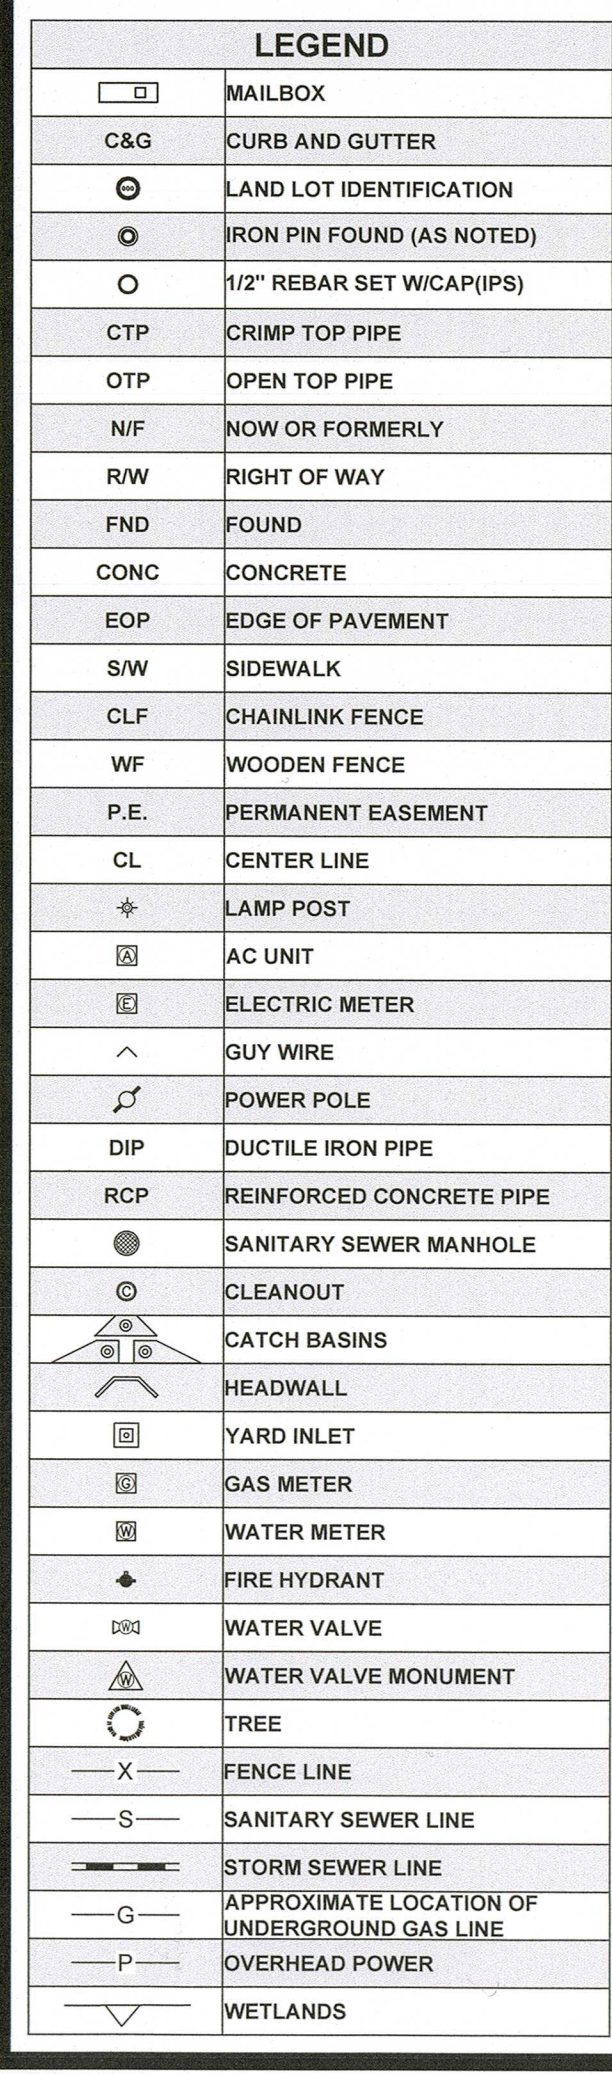 LEGEND
MAILBOX
C&G CURB AND GUTTER
000 LAND LOT IDENTIFICATION
IRON PIN FOUND (AS NOTED)
1/2" REBAR SET W/CAP(IPS)
CTP CRIMP TOP PIPE
OTP OPEN TOP PIPE
N/F NOW OR FORMERLY
R/W RIGHT OF WAY
FND FOUND
CONC CONCRETE
EOP EDGE OF PAVEMENT
S/W SIDEWALK
CLF CHAINLINK FENCE
WF WOODEN FENCE
P.E. PERMANENT EASEMENT
CL CENTER LINE
LAMP POST
A AC UNIT
E ELECTRIC METER
GUY WIRE
POWER POLE
DIP DUCTILE IRON PIPE
RCP REINFORCED CONCRETE PIPE
SANITARY SEWER MANHOLE
C CLEANOUT
CATCH BASINS
HEADWALL
YARD INLET
G GAS METER
W WATER METER
FIRE HYDRANT
W WATER VALVE
W WATER VALVE MONUMENT
TREE
X FENCE LINE
S SANITARY SEWER LINE
STORM SEWER LINE
G APPROXIMATE LOCATION OF
UNDERGROUND GAS LINE
P OVERHEAD POWER
WETLANDS